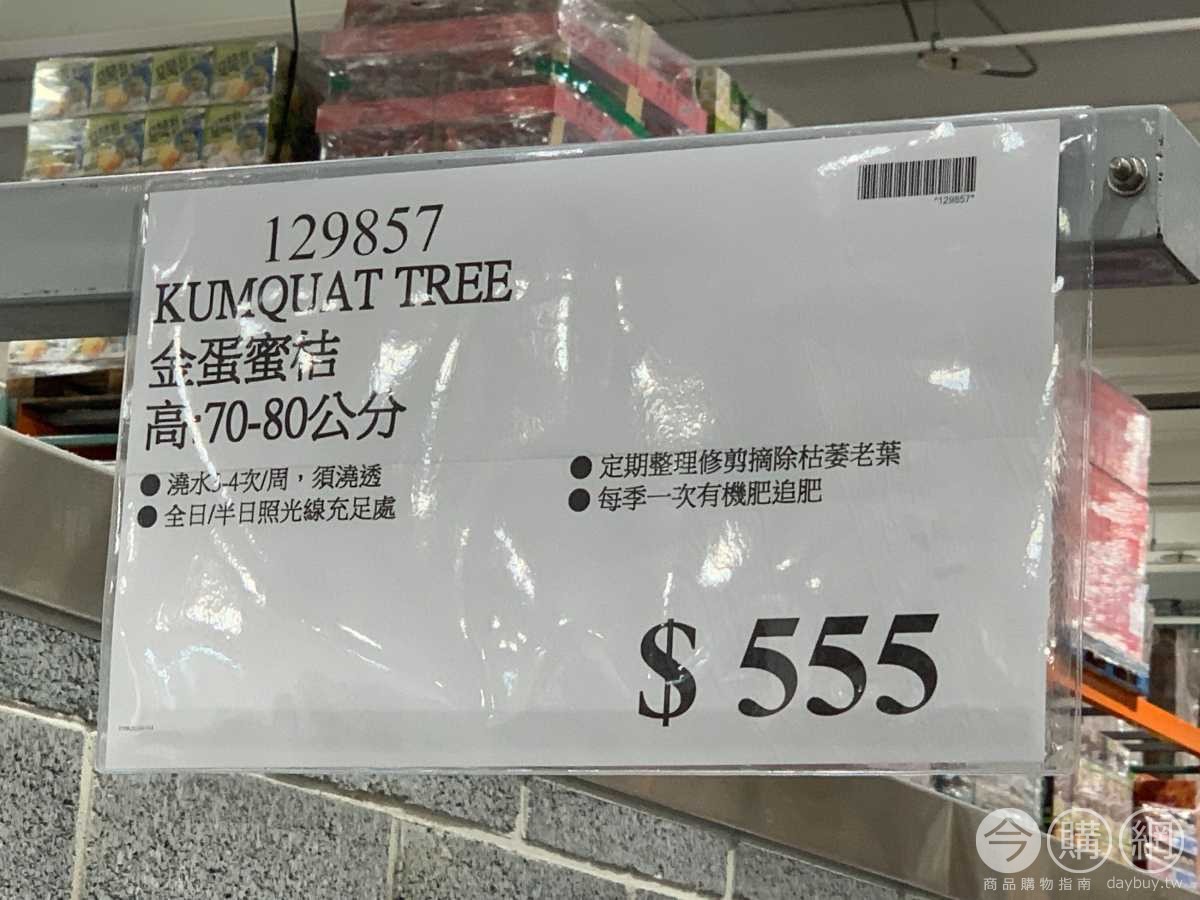 "129857"
129857
KUMQUAT TREE
金蛋蜜桔
高:70-80公分
● 澆水3-4次/周，須澆透
● 全日/半日照光線充足處
● 定期整理修剪摘除枯萎老葉
● 每季一次有機肥追肥
$ 555
今購網
商品購物指南 daybuy.tw